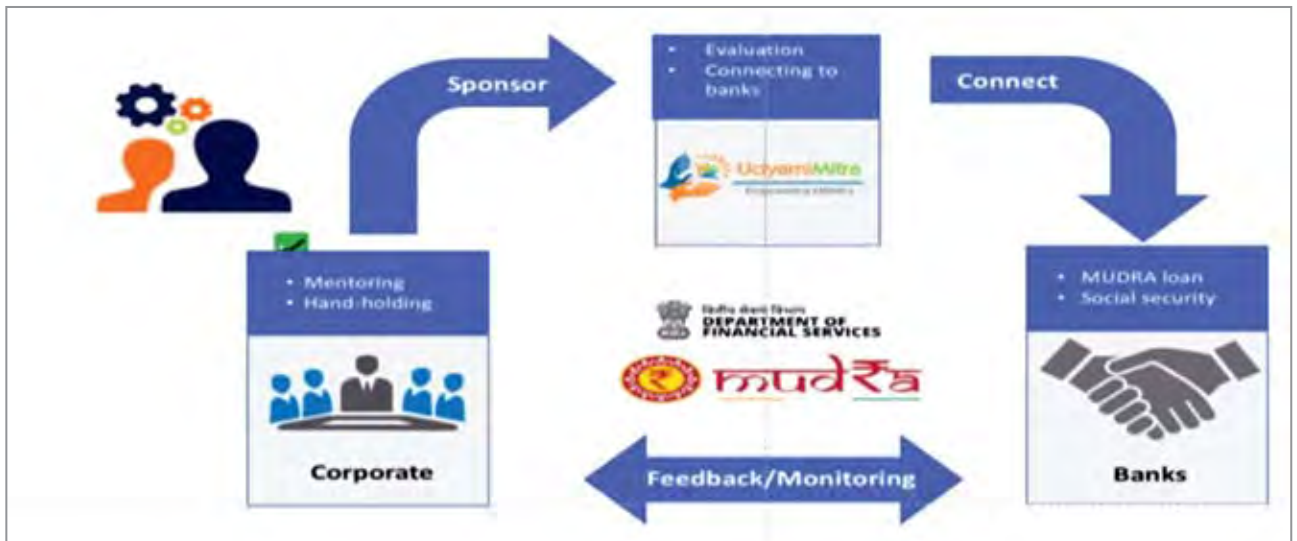 Sponsor
• Evaluation
• Connecting to
banks
Connect
UdyamiMitra
• Mentoring
• Hand-holding
• MUDRA loan
• Social security
DEPARTMENT OF
FINANCIAL SERVICES
mud₹a
Corporate
Feedback/Monitoring
Banks